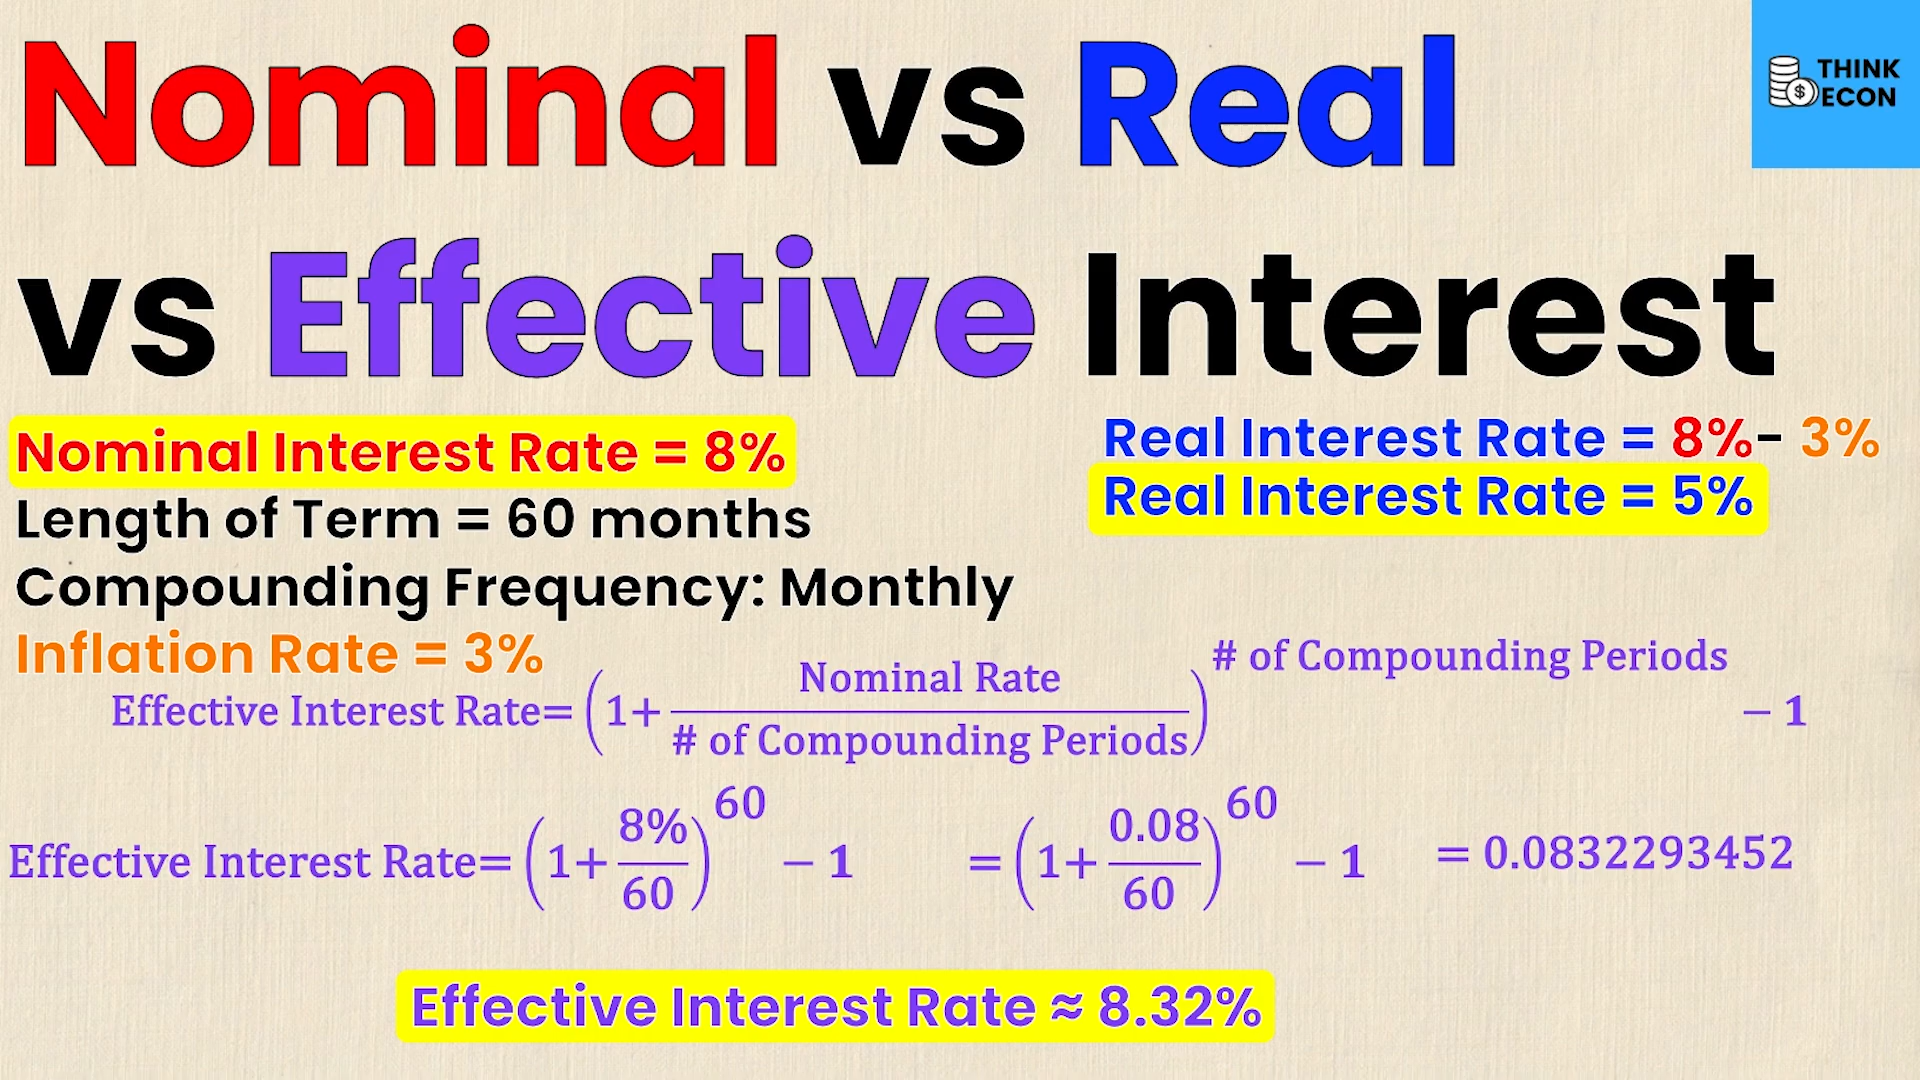 Nominal vs Real
THINK
ECON
vs Effective Interest
Nominal Interest Rate = 8%
Length of Term = 60 months
Compounding Frequency: Monthly
Inflation Rate = 3%
Real Interest Rate = 8%- 3%
Real Interest Rate = 5%
Effective Interest Rate= (1+ Nominal Rate / # of Compounding Periods) # of Compounding Periods − 1
Effective Interest Rate= (1+ 8% / 60) 60 − 1 = (1+ 0.08 / 60) 60 − 1 = 0.0832293452
Effective Interest Rate ≈ 8.32%